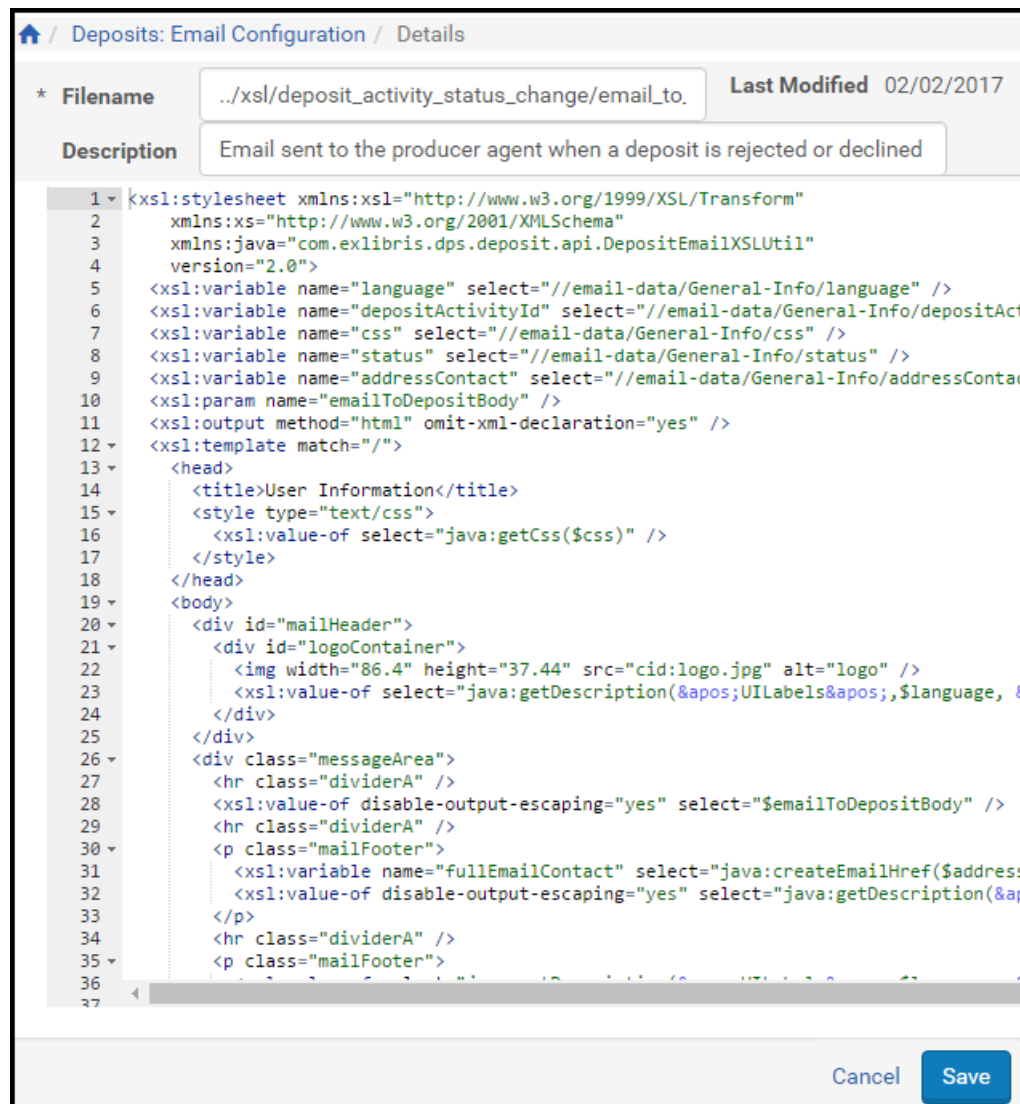 / Deposits: Email Configuration / Details
* Filename ../xsl/deposit_activity_status_change/email_to_ Last Modified 02/02/2017
Description Email sent to the producer agent when a deposit is rejected or declined
1 <xsl:stylesheet xmlns:xsl="http://www.w3.org/1999/XSL/Transform"
2 xmlns:xs="http://www.w3.org/2001/XMLSchema"
3 xmlns:java="com.exlibris.dps.deposit.api.DepositEmailXSLUtil"
4 version="2.0">
5 <xsl:variable name="language" select="//email-data/General-Info/language" />
6 <xsl:variable name="depositActivityId" select="//email-data/General-Info/depositAct
7 <xsl:variable name="css" select="//email-data/General-Info/css" />
8 <xsl:variable name="status" select="//email-data/General-Info/status" />
9 <xsl:variable name="addressContact" select="//email-data/General-Info/addressContac
10 <xsl:param name="emailToDepositBody" />
11 <xsl:output method="html" omit-xml-declaration="yes" />
12 <xsl:template match="/">
13 <head>
14 <title>User Information</title>
15 <style type="text/css">
16 <xsl:value-of select="java:getCss($css)" />
17 </style>
18 </head>
19 <body>
20 <div id="mailHeader">
21 <div id="logoContainer">
22 <img width="86.4" height="37.44" src="cid:logo.jpg" alt="logo" />
23 <xsl:value-of select="java:getDescription(&apos;UILabels&apos;,$language, &
24 </div>
25 </div>
26 <div class="messageArea">
27 <hr class="dividerA" />
28 <xsl:value-of disable-output-escaping="yes" select="$emailToDepositBody" />
29 <hr class="dividerA" />
30 <p class="mailFooter">
31 <xsl:variable name="fullEmailContact" select="java:createEmailHref($address
32 <xsl:value-of disable-output-escaping="yes" select="java:getDescription(&ap
33 </p>
34 <hr class="dividerA" />
35 <p class="mailFooter">
36
37
Cancel Save